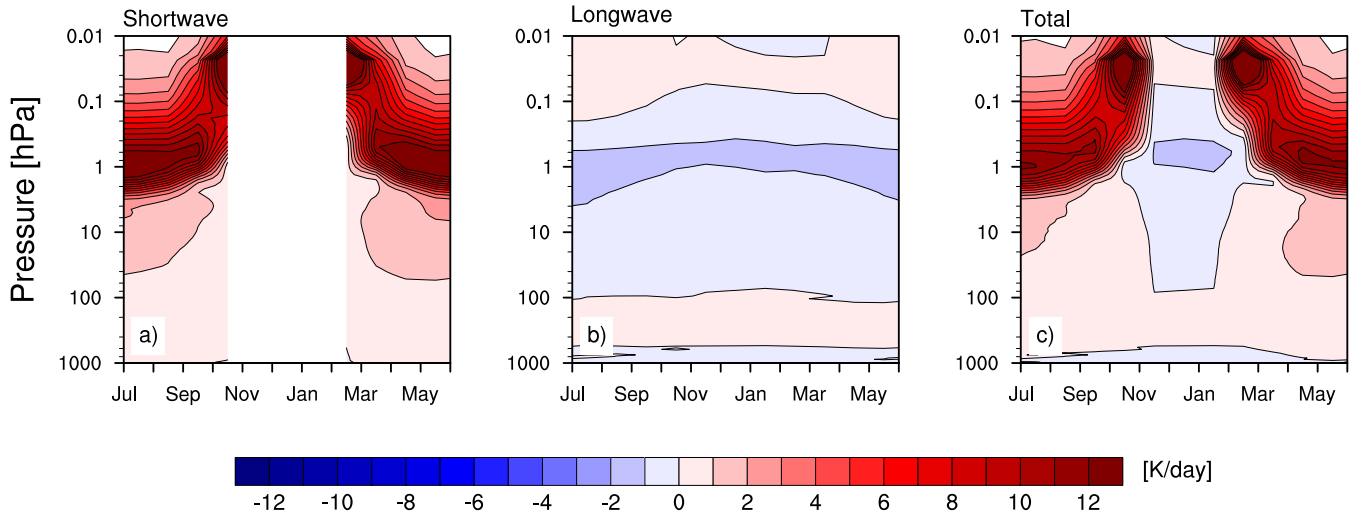 Shortwave Longwave Total
Pressure [hPa]
0.01 0.01 0.01
0.1 0.1 0.1
1 1 1
10 10 10
100 100 100
1000 1000 1000
a) b) c)
Jul Sep Nov Jan Mar May Jul Sep Nov Jan Mar May Jul Sep Nov Jan Mar May
[K/day]
-12 -10 -8 -6 -4 -2 0 2 4 6 8 10 12